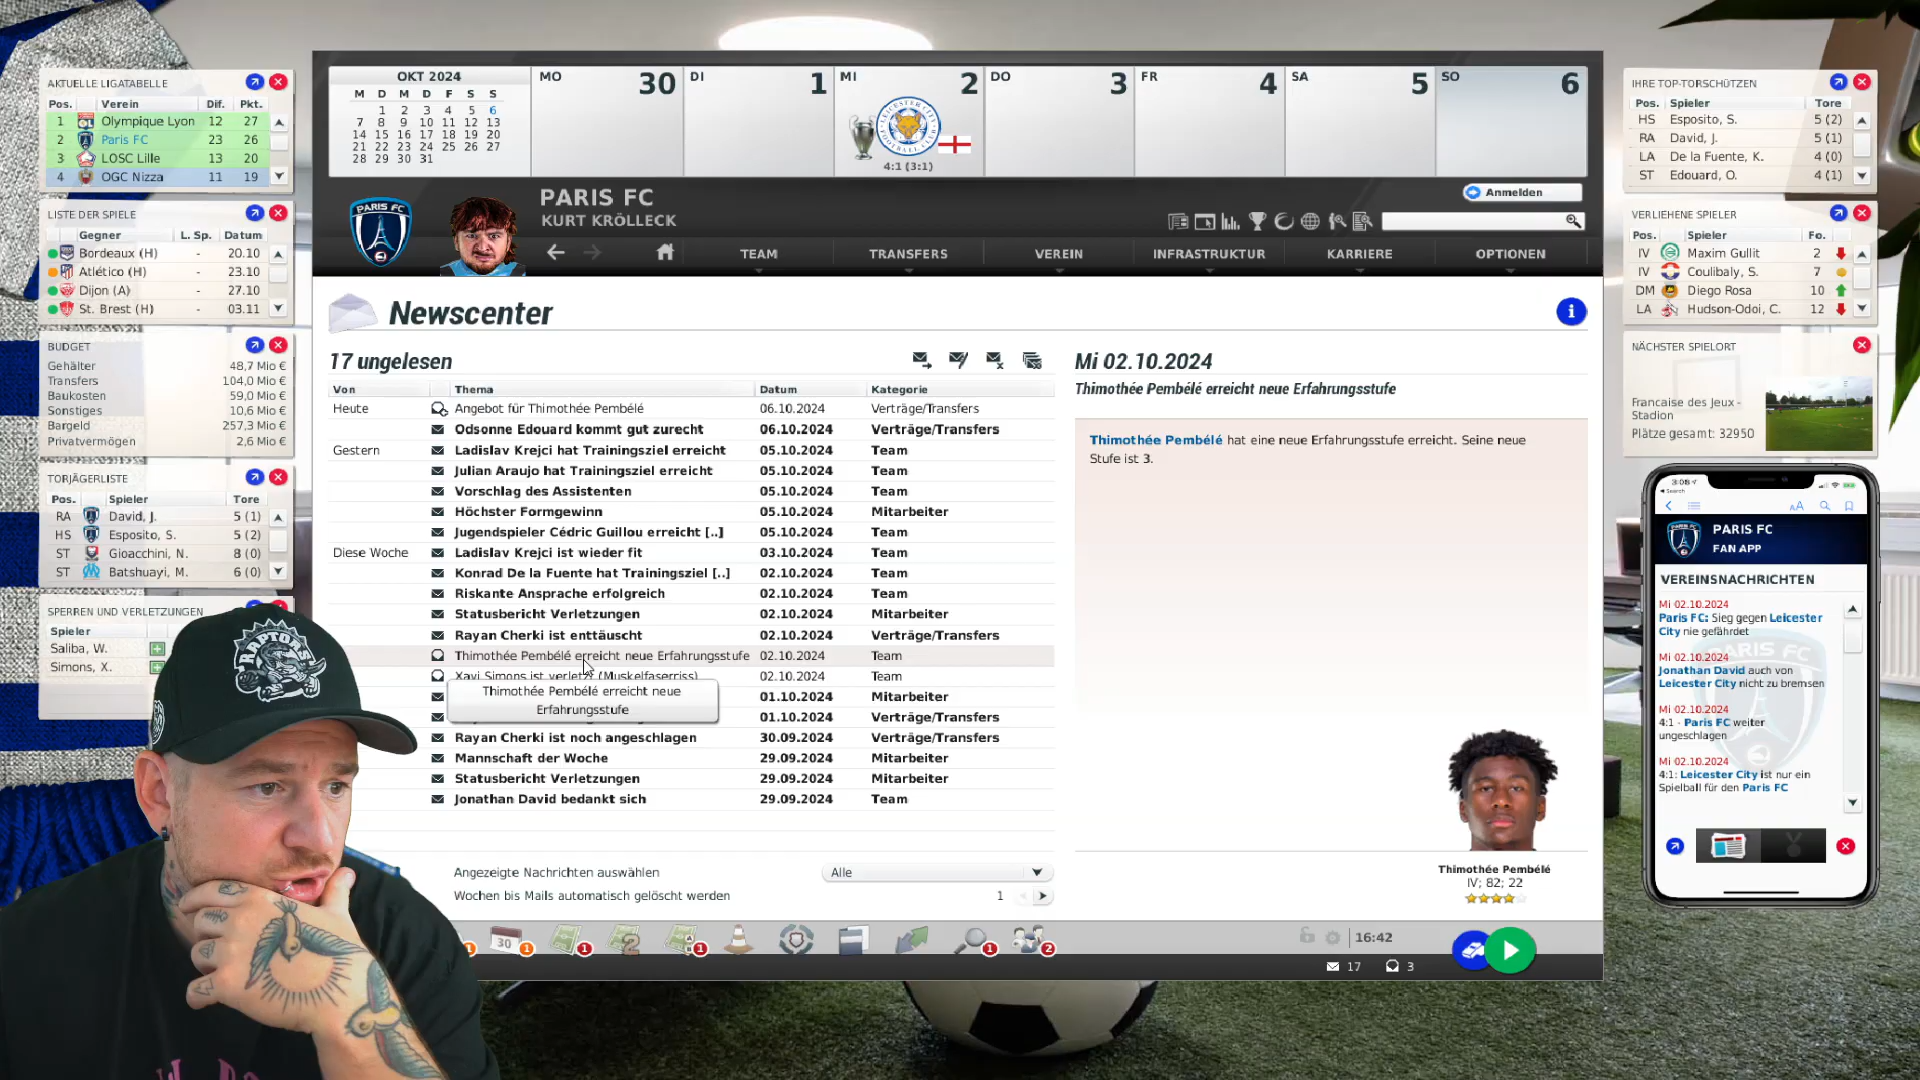 AKTUELLE LIGATABELLE
Pos. Verein Dif. Pkt.
1 Olympique Lyon 12 27
2 Paris FC 23 26
3 LOSC Lille 13 20
4 OGC Nizza 11 19
LISTE DER SPIELE
Gegner L. Sp. Datum
Bordeaux (H) - 20.10
Atlético (H) - 23.10
Dijon (A) - 27.10
St. Brest (H) - 03.11
BUDGET
Gehälter 48,7 Mio €
Transfers 104,0 Mio €
Baukosten 59,0 Mio €
Sonstiges 10,6 Mio €
Bargeld 257,3 Mio €
Privatvermögen 2,6 Mio €
TORJÄGERLISTE
Pos. Spieler Tore
RA David, J. 5 (1)
HS Esposito, S. 5 (2)
ST Gioacchini, N. 8 (0)
ST Batshuayi, M. 6 (0)
SPERREN UND VERLETZUNGEN
Spieler
Saliba, W.
Simons, X.
RAPTORS
OKT 2024
M D M D F S S
1 2 3 4 5 6
7 8 9 10 11 12 13
14 15 16 17 18 19 20
21 22 23 24 25 26 27
28 29 30 31
MO 30 DI 1 MI 2 DO 3 FR 4 SA 5 SO 6
4:1 (3:1)
PARIS FC
PARIS FC
KURT KRÖLLECK
Anmelden
TEAM TRANSFERS VEREIN INFRASTRUKTUR KARRIERE OPTIONEN
Newscenter
17 ungelesen
Von Thema Datum Kategorie
Heute Angebot für Thimothée Pembélé 06.10.2024 Verträge/Transfers
Odsonne Edouard kommt gut zurecht 06.10.2024 Verträge/Transfers
Gestern Ladislav Krejci hat Trainingsziel erreicht 05.10.2024 Team
Julian Araujo hat Trainingsziel erreicht 05.10.2024 Team
Vorschlag des Assistenten 05.10.2024 Team
Höchster Formgewinn 05.10.2024 Mitarbeiter
Jugendspieler Cédric Guillou erreicht [..] 05.10.2024 Team
Diese Woche Ladislav Krejci ist wieder fit 03.10.2024 Team
Konrad De la Fuente hat Trainingsziel [..] 02.10.2024 Team
Riskante Ansprache erfolgreich 02.10.2024 Team
Statusbericht Verletzungen 02.10.2024 Mitarbeiter
Rayan Cherki ist enttäuscht 02.10.2024 Verträge/Transfers
Thimothée Pembélé erreicht neue Erfahrungsstufe 02.10.2024 Team
Xavi Simons ist verletzt (Muskelfaserriss) 02.10.2024 Team
Thimothée Pembélé erreicht neue
Erfahrungsstufe
01.10.2024 Mitarbeiter
01.10.2024 Verträge/Transfers
Rayan Cherki ist noch angeschlagen 30.09.2024 Verträge/Transfers
Mannschaft der Woche 29.09.2024 Mitarbeiter
Statusbericht Verletzungen 29.09.2024 Mitarbeiter
Jonathan David bedankt sich 29.09.2024 Team
Angezeigte Nachrichten auswählen Alle
Wochen bis Mails automatisch gelöscht werden 1
Mi 02.10.2024
Thimothée Pembélé erreicht neue Erfahrungsstufe
Thimothée Pembélé hat eine neue Erfahrungsstufe erreicht. Seine neue
Stufe ist 3.
Thimothée Pembélé
IV; 82; 22
1 30 1 1 2 1 1 2
16:42
17 3
IHRE TOP-TORSCHÜTZEN
Pos. Spieler Tore
HS Esposito, S. 5 (2)
RA David, J. 5 (1)
LA De la Fuente, K. 4 (0)
ST Edouard, O. 4 (1)
VERLIEHENE SPIELER
Pos. Spieler Fo.
IV Maxim Gullit 2
IV Coulibaly, S. 7
DM Diego Rosa 10
LA Hudson-Odoi, C. 12
NÄCHSTER SPIELORT
Francaise des Jeux -
Stadion
Plätze gesamt: 32950
3:08
Search
AA
PARIS FC
FAN APP
VEREINSNACHRICHTEN
Mi 02.10.2024
Paris FC: Sieg gegen Leicester
City nie gefährdet
Mi 02.10.2024
Jonathan David auch von
Leicester City nicht zu bremsen
Mi 02.10.2024
4:1 - Paris FC weiter
ungeschlagen
Mi 02.10.2024
4:1: Leicester City ist nur ein
Spielball für den Paris FC